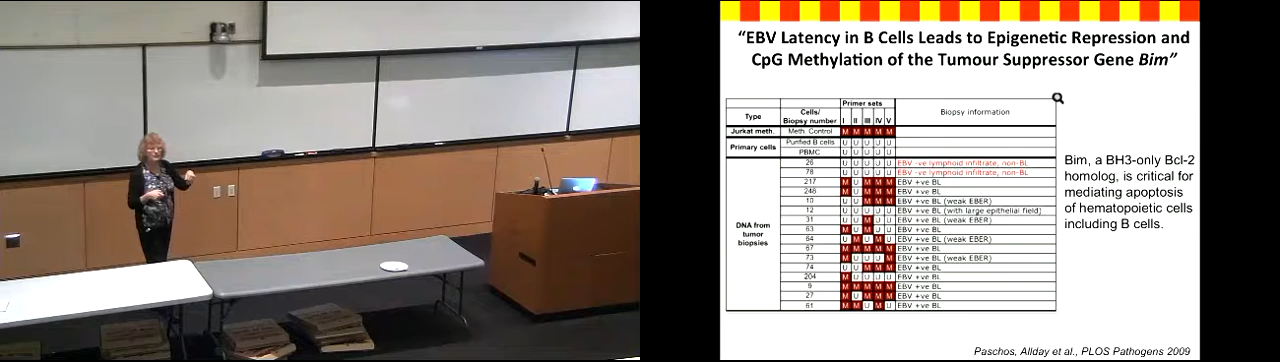 “EBV Latency in B Cells Leads to Epigenetic Repression and
CpG Methylation of the Tumour Suppressor Gene Bim”
Primer sets
Type Cells/ Biopsy number I II III IV V Biopsy information
Jurkat meth. Meth. Control M M M M M
Primary cells Purified B cells U U U U U
PBMC U U U U U
DNA from tumor biopsies
26 U U U U U EBV -ve lymphoid infiltrate, non-BL
78 U U U U U EBV -ve lymphoid infiltrate, non-BL
217 M U M M M EBV +ve BL
248 M U M M M EBV +ve BL
10 U U M M M EBV +ve BL (weak EBER)
12 U U U U U EBV +ve BL (with large epithelial field)
31 U U M U U EBV +ve BL (weak EBER)
63 M U M U U EBV +ve BL
64 U M U M U EBV +ve BL (weak EBER)
67 M M M M M EBV +ve BL
73 U U M EBV +ve BL (weak EBER)
74 U U M M M EBV +ve BL
204 M U U U U EBV +ve BL
9 M M M M M EBV +ve BL
27 M U M M M EBV +ve BL
61 M M U M U EBV +ve BL
Bim, a BH3-only Bcl-2
homolog, is critical for
mediating apoptosis
of hematopoietic cells
including B cells.
Paschos, Allday et al., PLOS Pathogens 2009